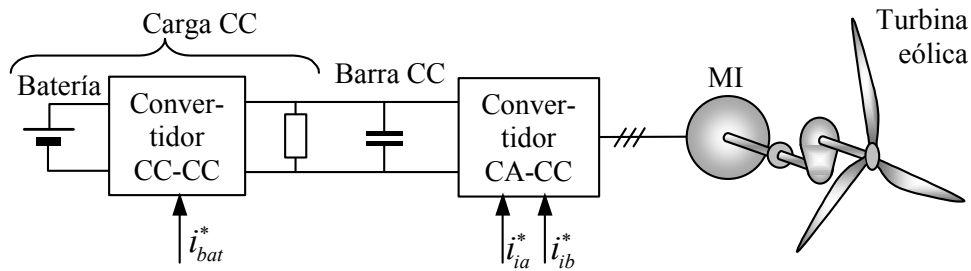 Carga CC
Turbina
eólica
Batería
Barra CC
MI
Conver-
tidor
CC-CC
Conver-
tidor
CA-CC
i*bat
i*ia
i*ib